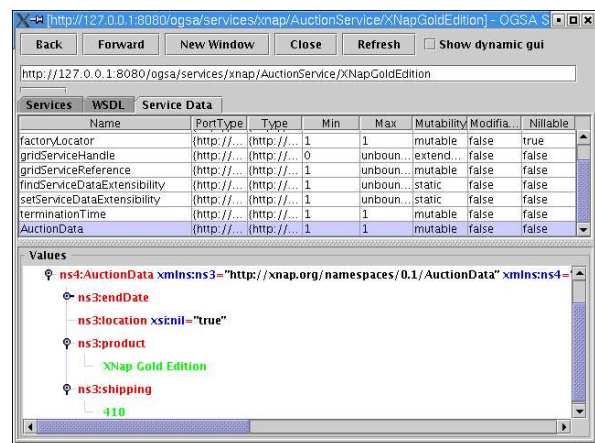 [http://127.0.0.1:8080/ogsa/services/xnap/AuctionService/XNapGoldEdition] - OGSA S
Back Forward New Window Close Refresh Show dynamic gui
http://127.0.0.1:8080/ogsa/services/xnap/AuctionService/XNapGoldEdition
Services WSDL Service Data
Name PortType Type Min Max Mutability Modifia... Nillable
factoryLocator {http://... {http://... 1 1 mutable false true
gridServiceHandle {http://... {http://... 0 unboun... extend... false false
gridServiceReference {http://... {http://... 1 unboun... mutable false false
findServiceDataExtensibility {http://... {http://... 1 unboun... static false false
setServiceDataExtensibility {http://... {http://... 1 unboun... static false false
terminationTime {http://... {http://... 1 1 mutable false false
AuctionData {http://... {http://... 1 1 mutable false false
Values
ns4:AuctionData xmlns:ns3="http://xnap.org/namespaces/0.1/AuctionData" xmlns:ns4="
ns3:endDate
ns3:location xsi:nil="true"
ns3:product
XNap Gold Edition
ns3:shipping
410